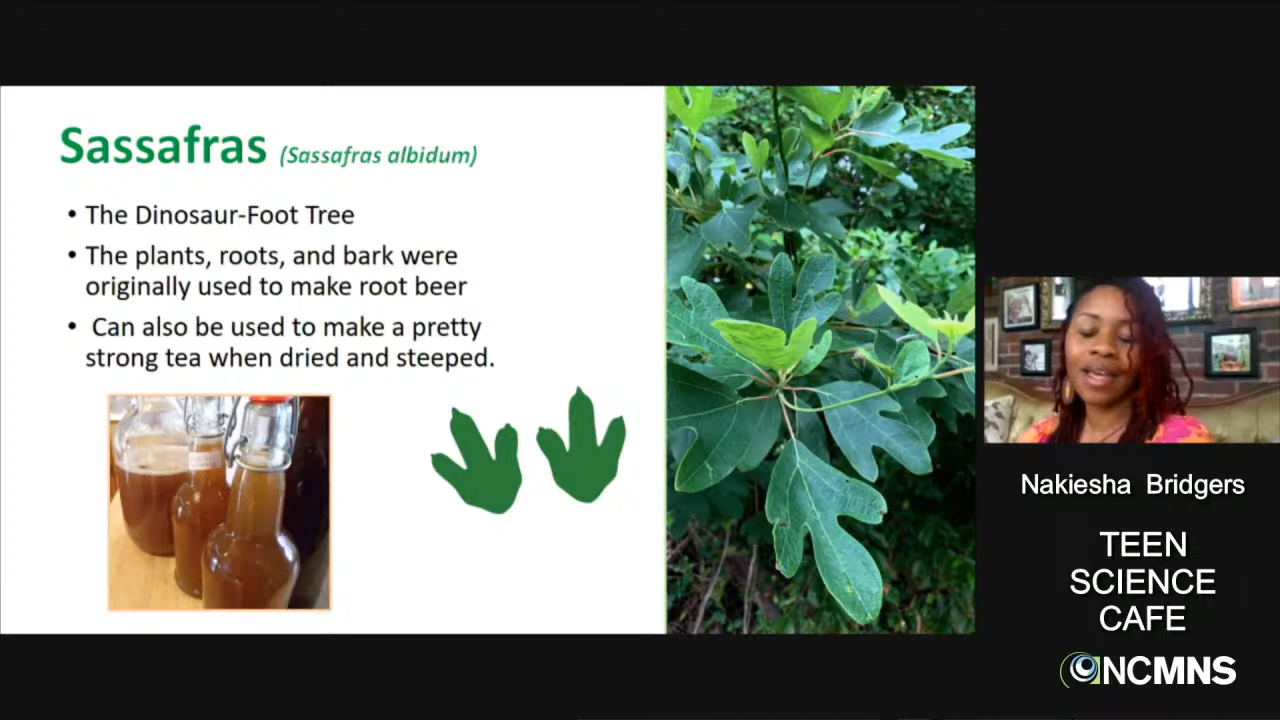 Sassafras (Sassafras albidum)
• The Dinosaur-Foot Tree
• The plants, roots, and bark were
originally used to make root beer
• Can also be used to make a pretty
strong tea when dried and steeped.
Nakiesha Bridgers
TEEN
SCIENCE
CAFE
NCMNS